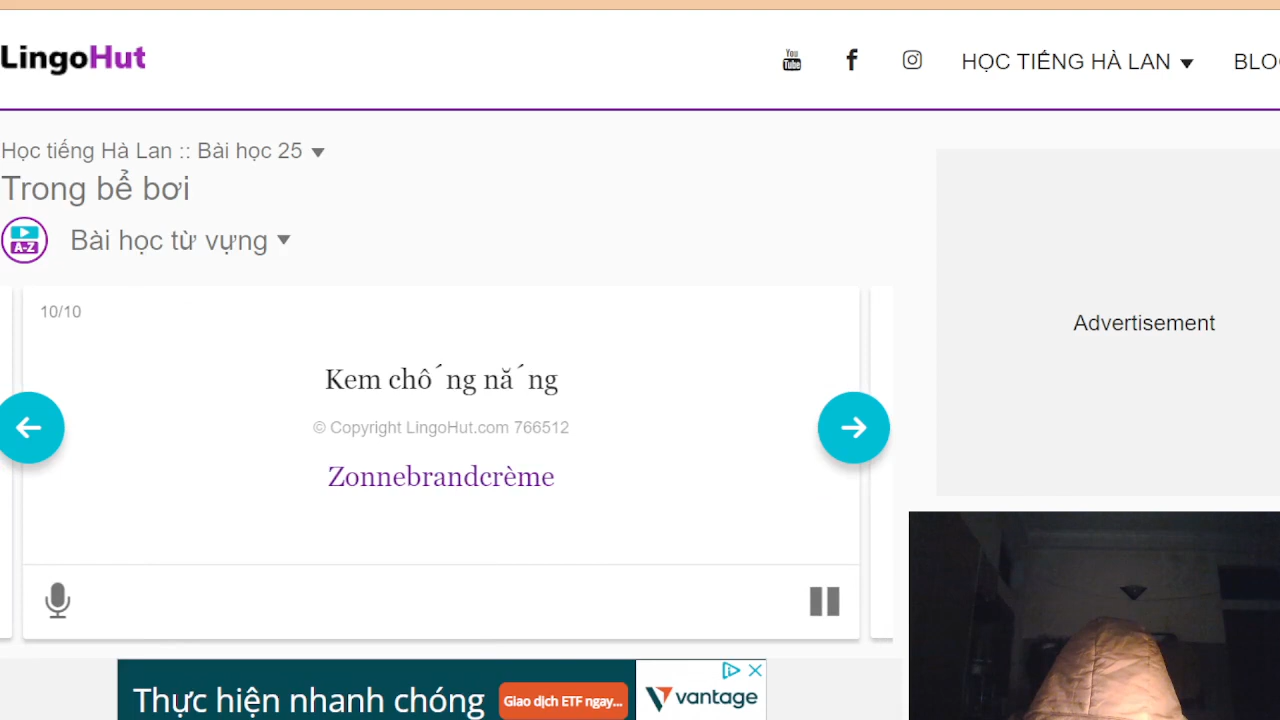 LingoHut
You Tube
HỌC TIẾNG HÀ LAN
BLO
Học tiếng Hà Lan :: Bài học 25
Trong bể bơi
A-Z
Bài học từ vựng
10/10
Kem chống nắng
© Copyright LingoHut.com 766512
Zonnebrandcrème
Advertisement
Thực hiện nhanh chóng
Giao dịch ETF ngay...
vantage